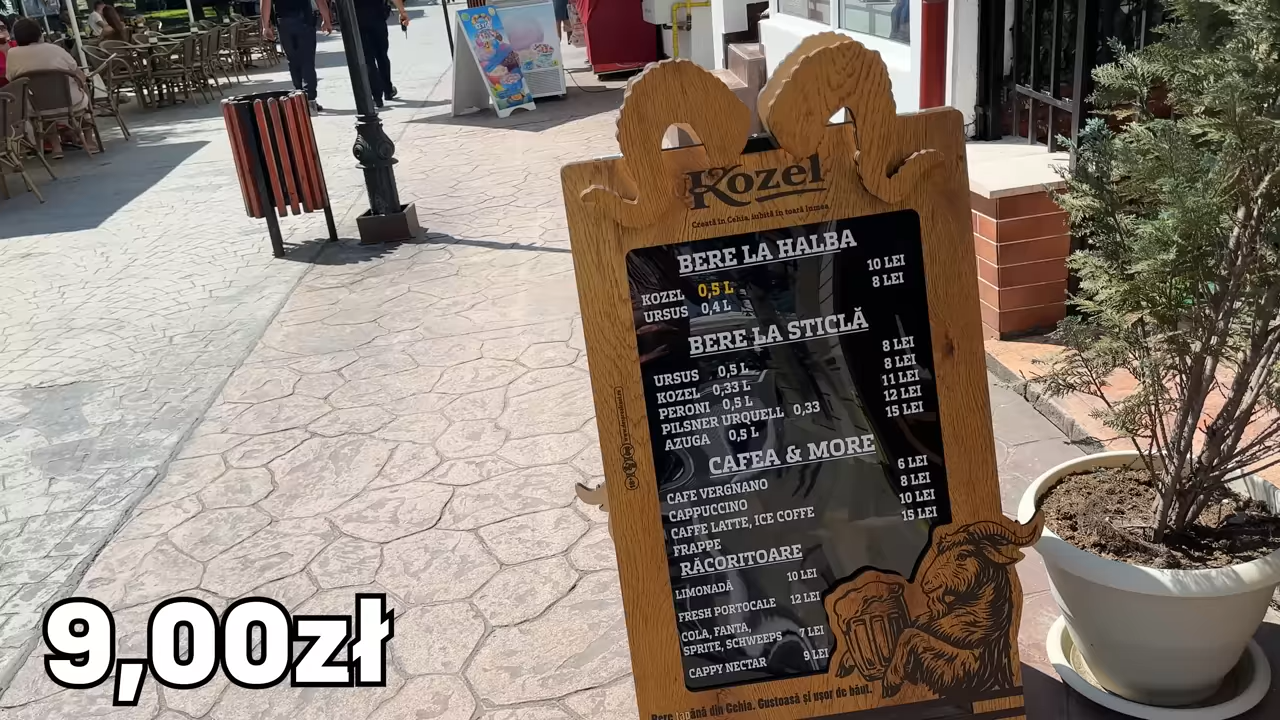 Kozel
Creată în Cehia, iubită în toată lumea
BERE LA HALBA
KOZEL 0,5 L 10 LEI
URSUS 0,4 L 8 LEI
BERE LA STICLĂ
URSUS 0,5 L 8 LEI
KOZEL 0,33 L 8 LEI
PERONI 0,5 L 11 LEI
PILSNER URQUELL 0,33 12 LEI
AZUGA 0,5 L 15 LEI
CAFEA & MORE
CAFE VERGNANO 6 LEI
CAPPUCCINO 8 LEI
CAFFE LATTE, ICE COFFE 10 LEI
FRAPPE 15 LEI
RĂCORITOARE
LIMONADĂ 10 LEI
FRESH PORTOCALE 12 LEI
COLA, FANTA,
SPRITE, SCHWEEPS 7 LEI
CAPPY NECTAR 9 LEI
din Cehia. Gustoasă și ușor de băut.
9,00zł